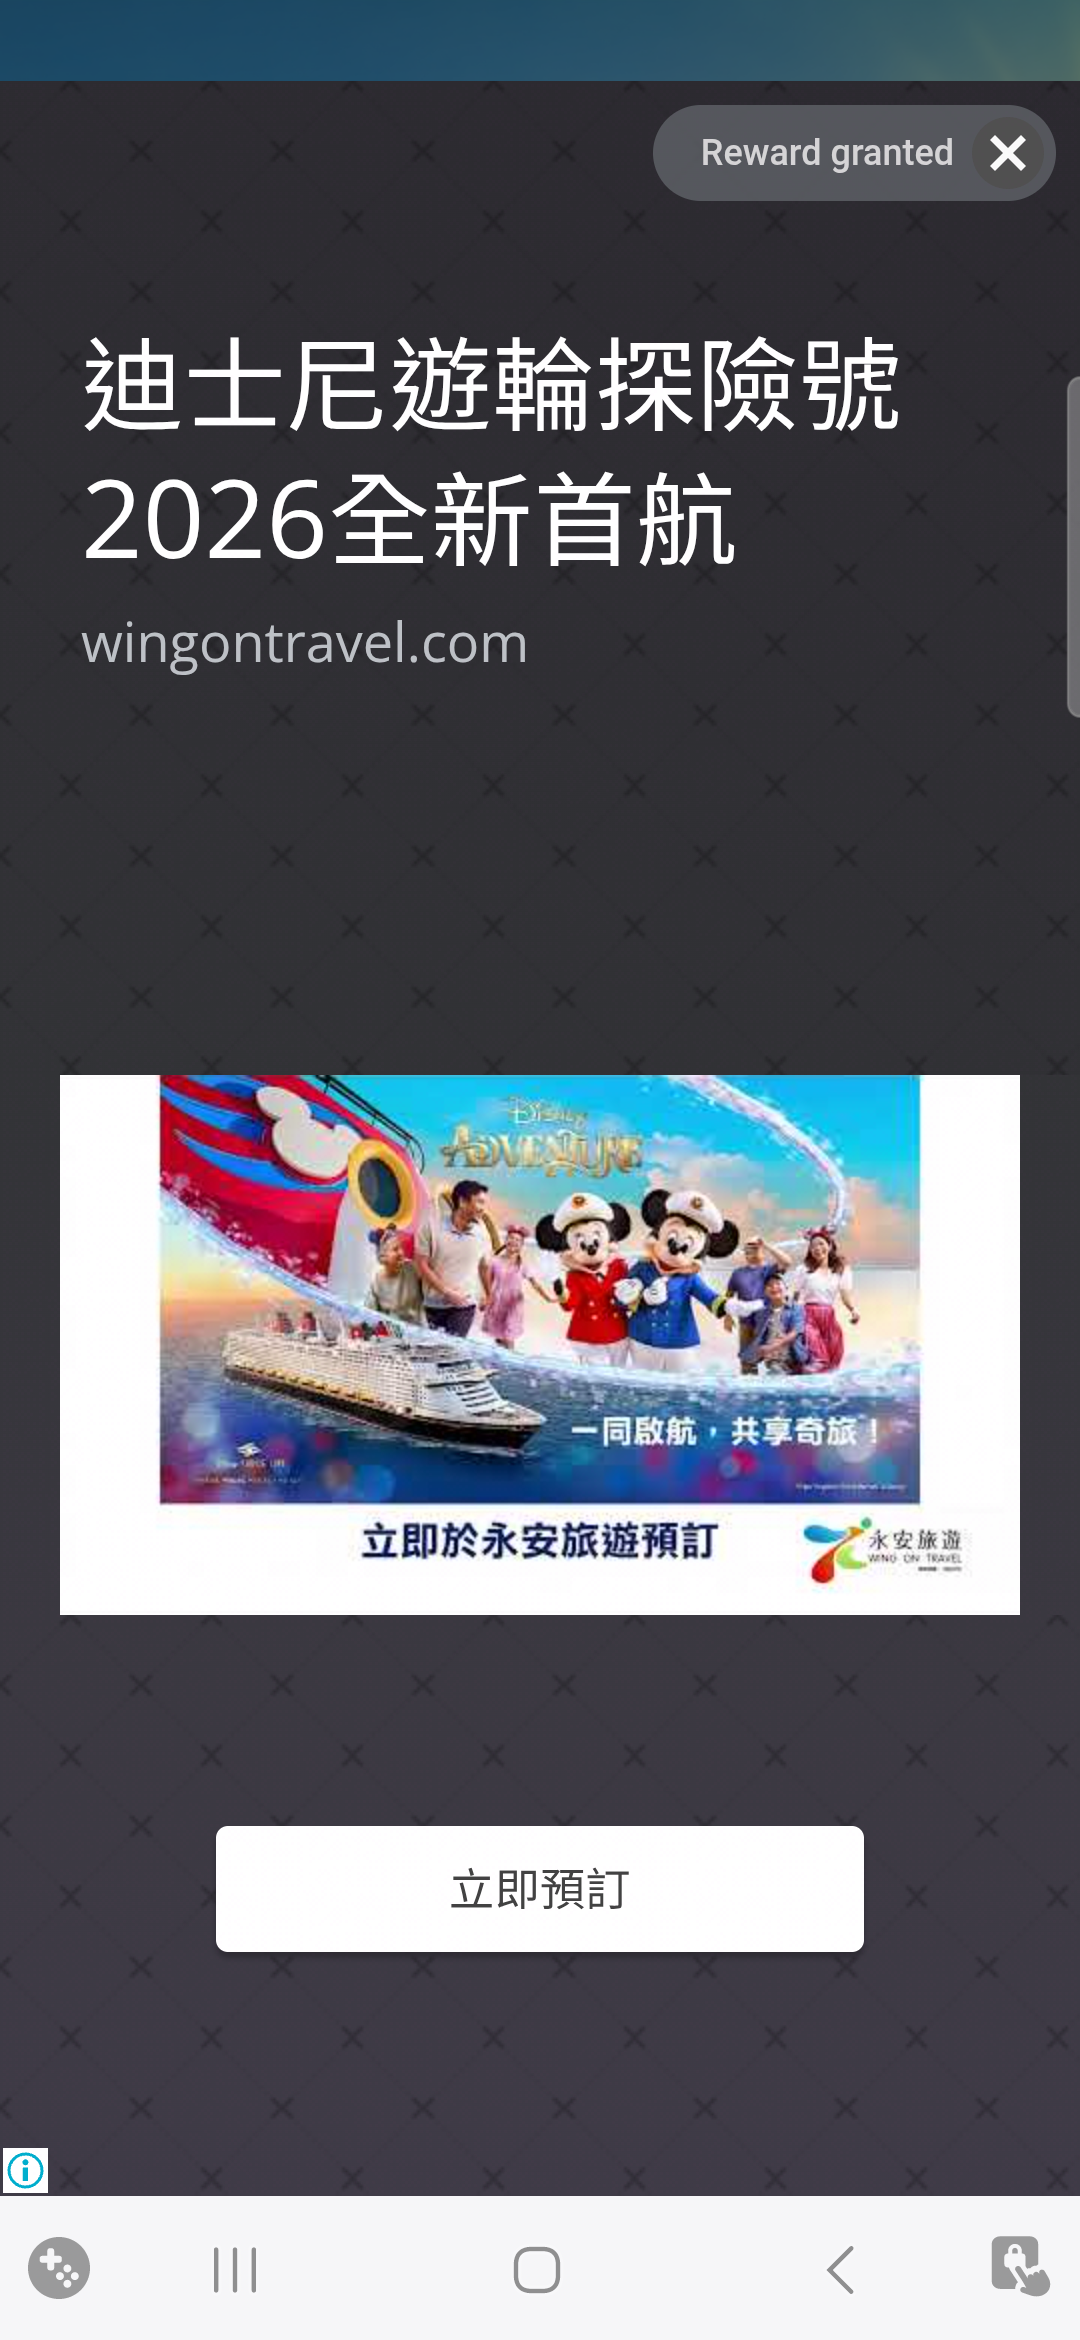 Reward granted
迪士尼遊輪探險號
2026全新首航
wingontravel.com
Disney
ADVENTURE
一同啟航，共享奇旅！
立即於永安旅遊預訂
永安旅遊
WING ON TRAVEL
立即預訂